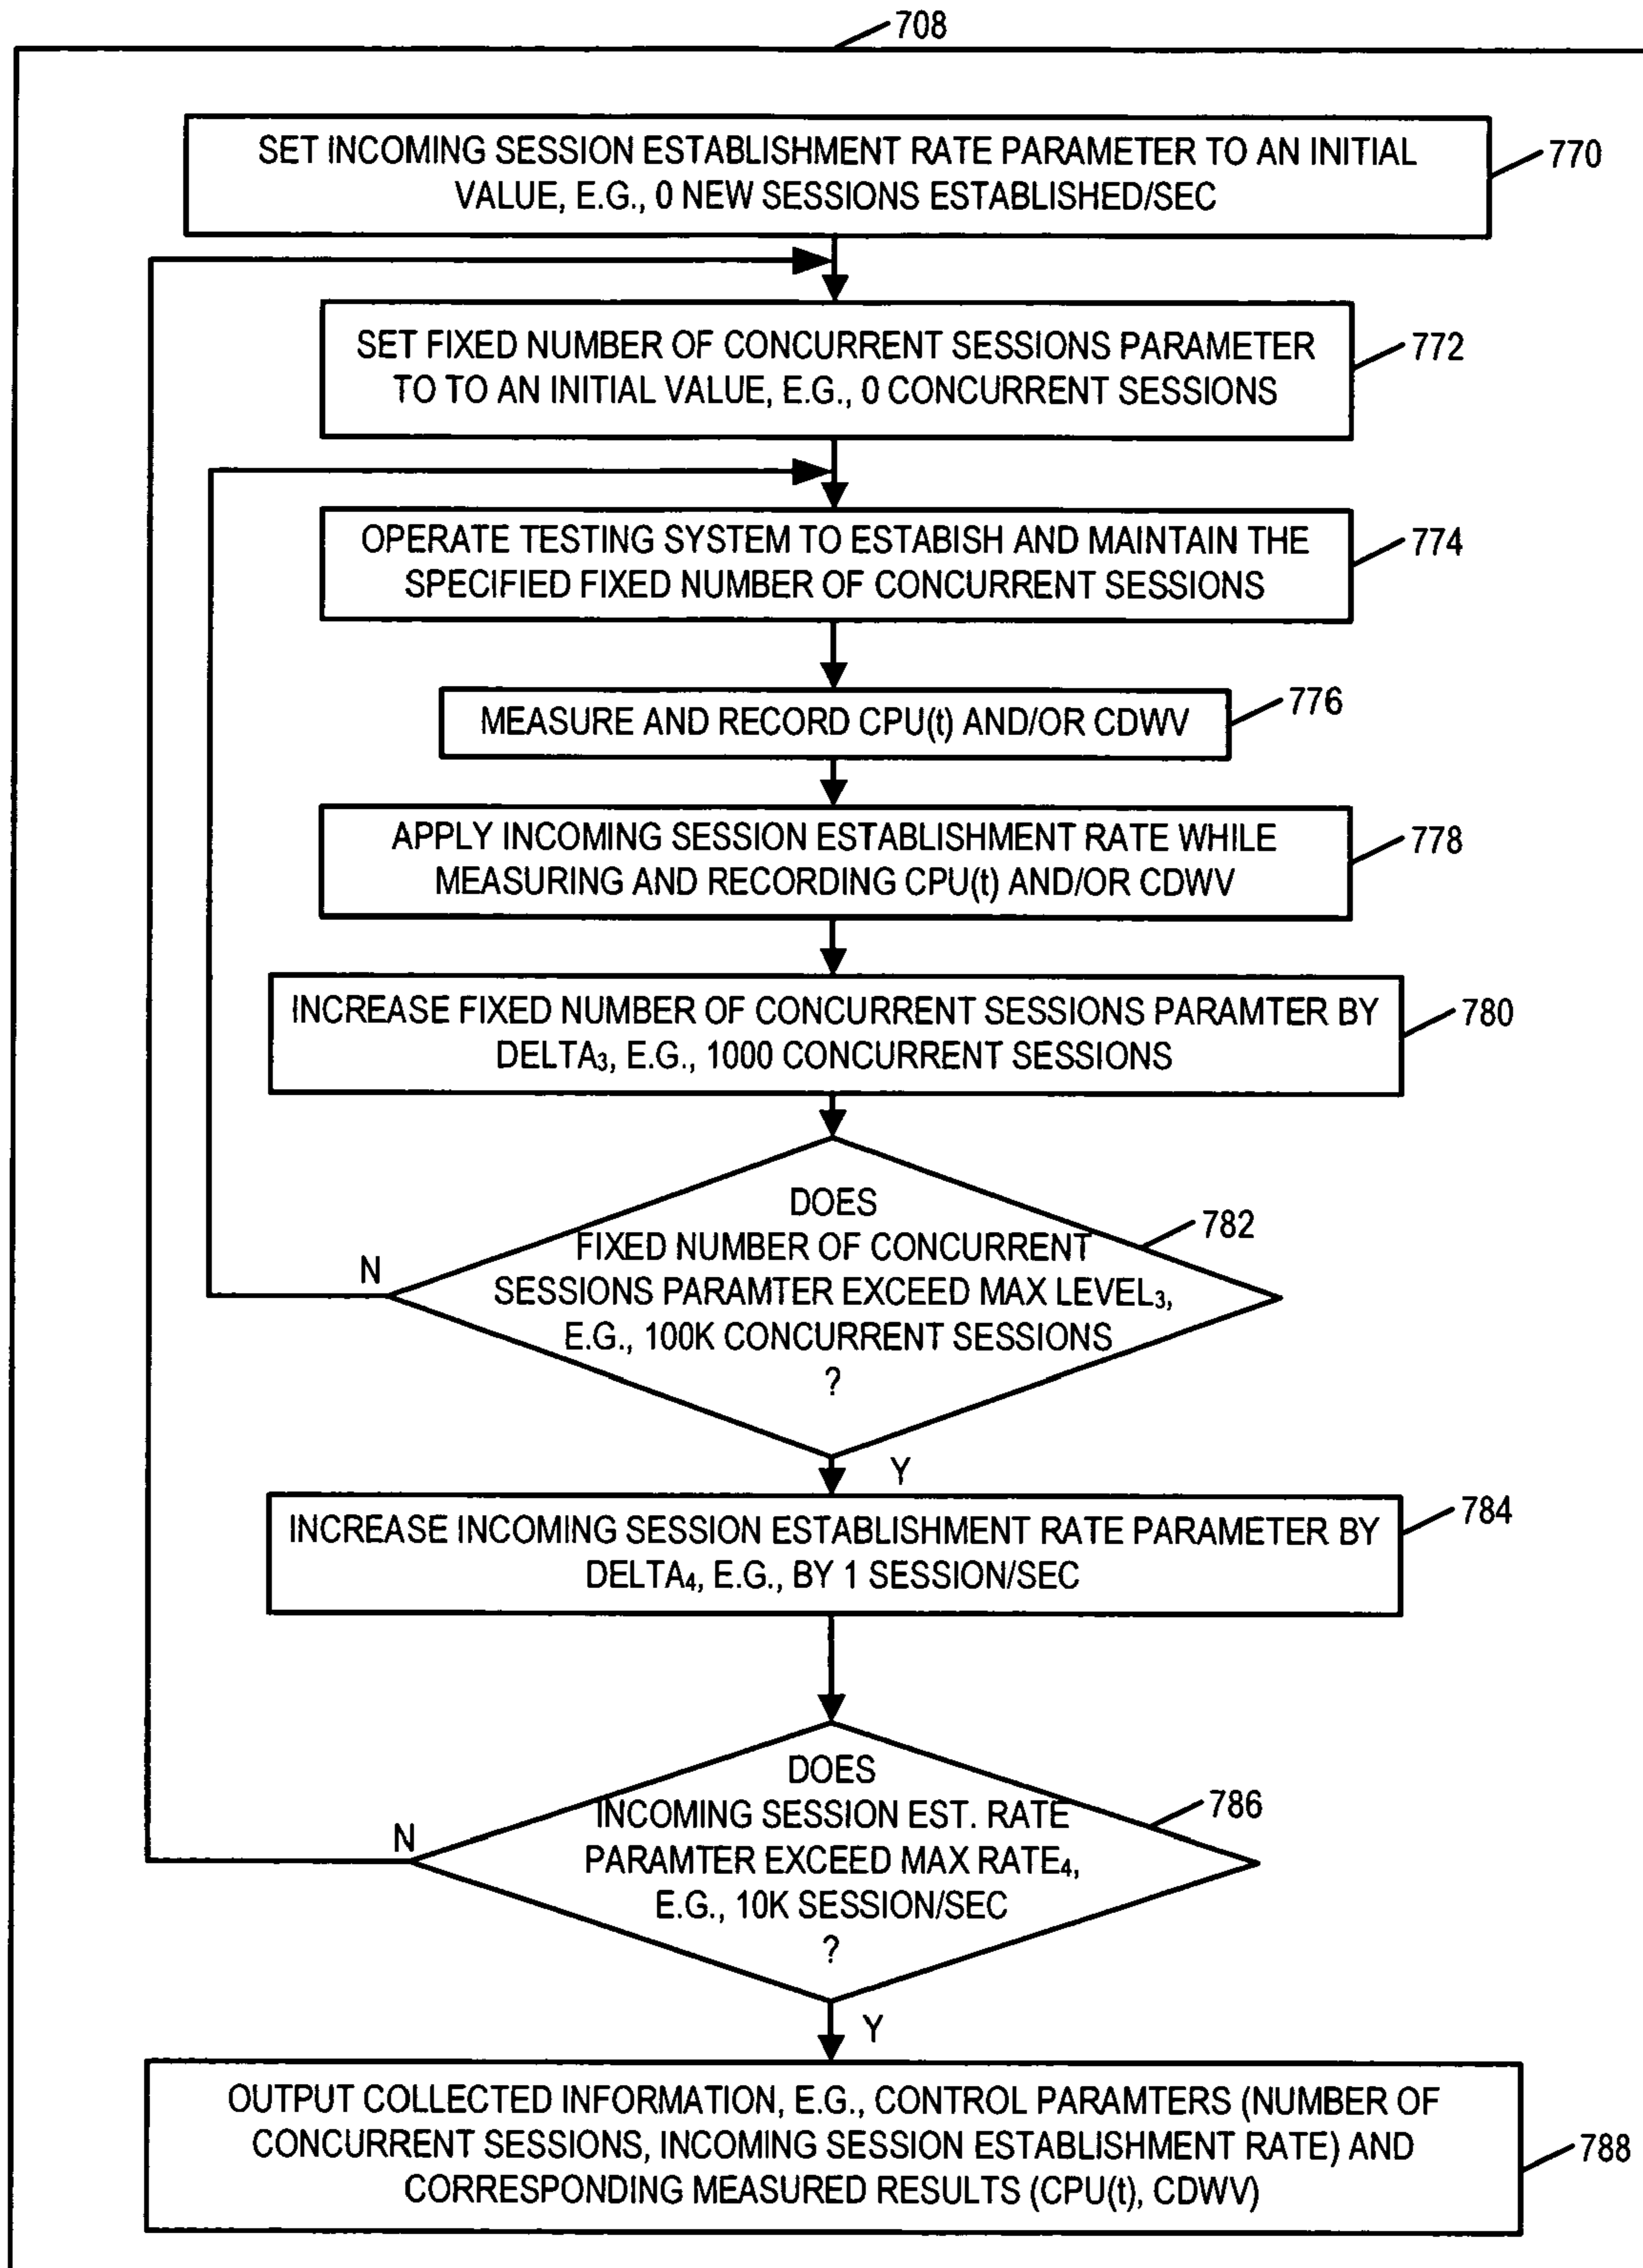 708
SET INCOMING SESSION ESTABLISHMENT RATE PARAMETER TO AN INITIAL
VALUE, E.G., 0 NEW SESSIONS ESTABLISHED/SEC
770
SET FIXED NUMBER OF CONCURRENT SESSIONS PARAMETER
TO TO AN INITIAL VALUE, E.G., 0 CONCURRENT SESSIONS
772
OPERATE TESTING SYSTEM TO ESTABISH AND MAINTAIN THE
SPECIFIED FIXED NUMBER OF CONCURRENT SESSIONS
774
MEASURE AND RECORD CPU(t) AND/OR CDWV
776
APPLY INCOMING SESSION ESTABLISHMENT RATE WHILE
MEASURING AND RECORDING CPU(t) AND/OR CDWV
778
INCREASE FIXED NUMBER OF CONCURRENT SESSIONS PARAMTER BY
DELTA₃, E.G., 1000 CONCURRENT SESSIONS
780
DOES
FIXED NUMBER OF CONCURRENT
SESSIONS PARAMTER EXCEED MAX LEVEL₃,
E.G., 100K CONCURRENT SESSIONS
?
782
N
Y
INCREASE INCOMING SESSION ESTABLISHMENT RATE PARAMETER BY
DELTA₄, E.G., BY 1 SESSION/SEC
784
DOES
INCOMING SESSION EST. RATE
PARAMTER EXCEED MAX RATE₄,
E.G., 10K SESSION/SEC
?
786
N
Y
OUTPUT COLLECTED INFORMATION, E.G., CONTROL PARAMTERS (NUMBER OF
CONCURRENT SESSIONS, INCOMING SESSION ESTABLISHMENT RATE) AND
CORRESPONDING MEASURED RESULTS (CPU(t), CDWV)
788